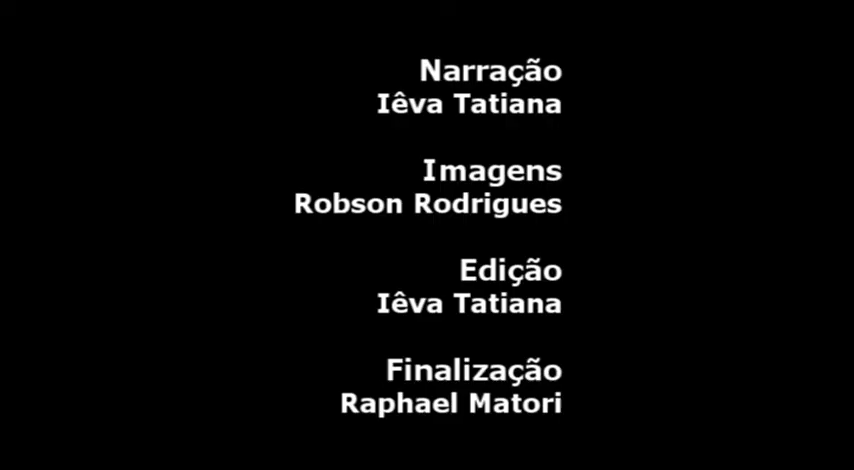 Narração
Iêva Tatiana
Imagens
Robson Rodrigues
Edição
Iêva Tatiana
Finalização
Raphael Matori